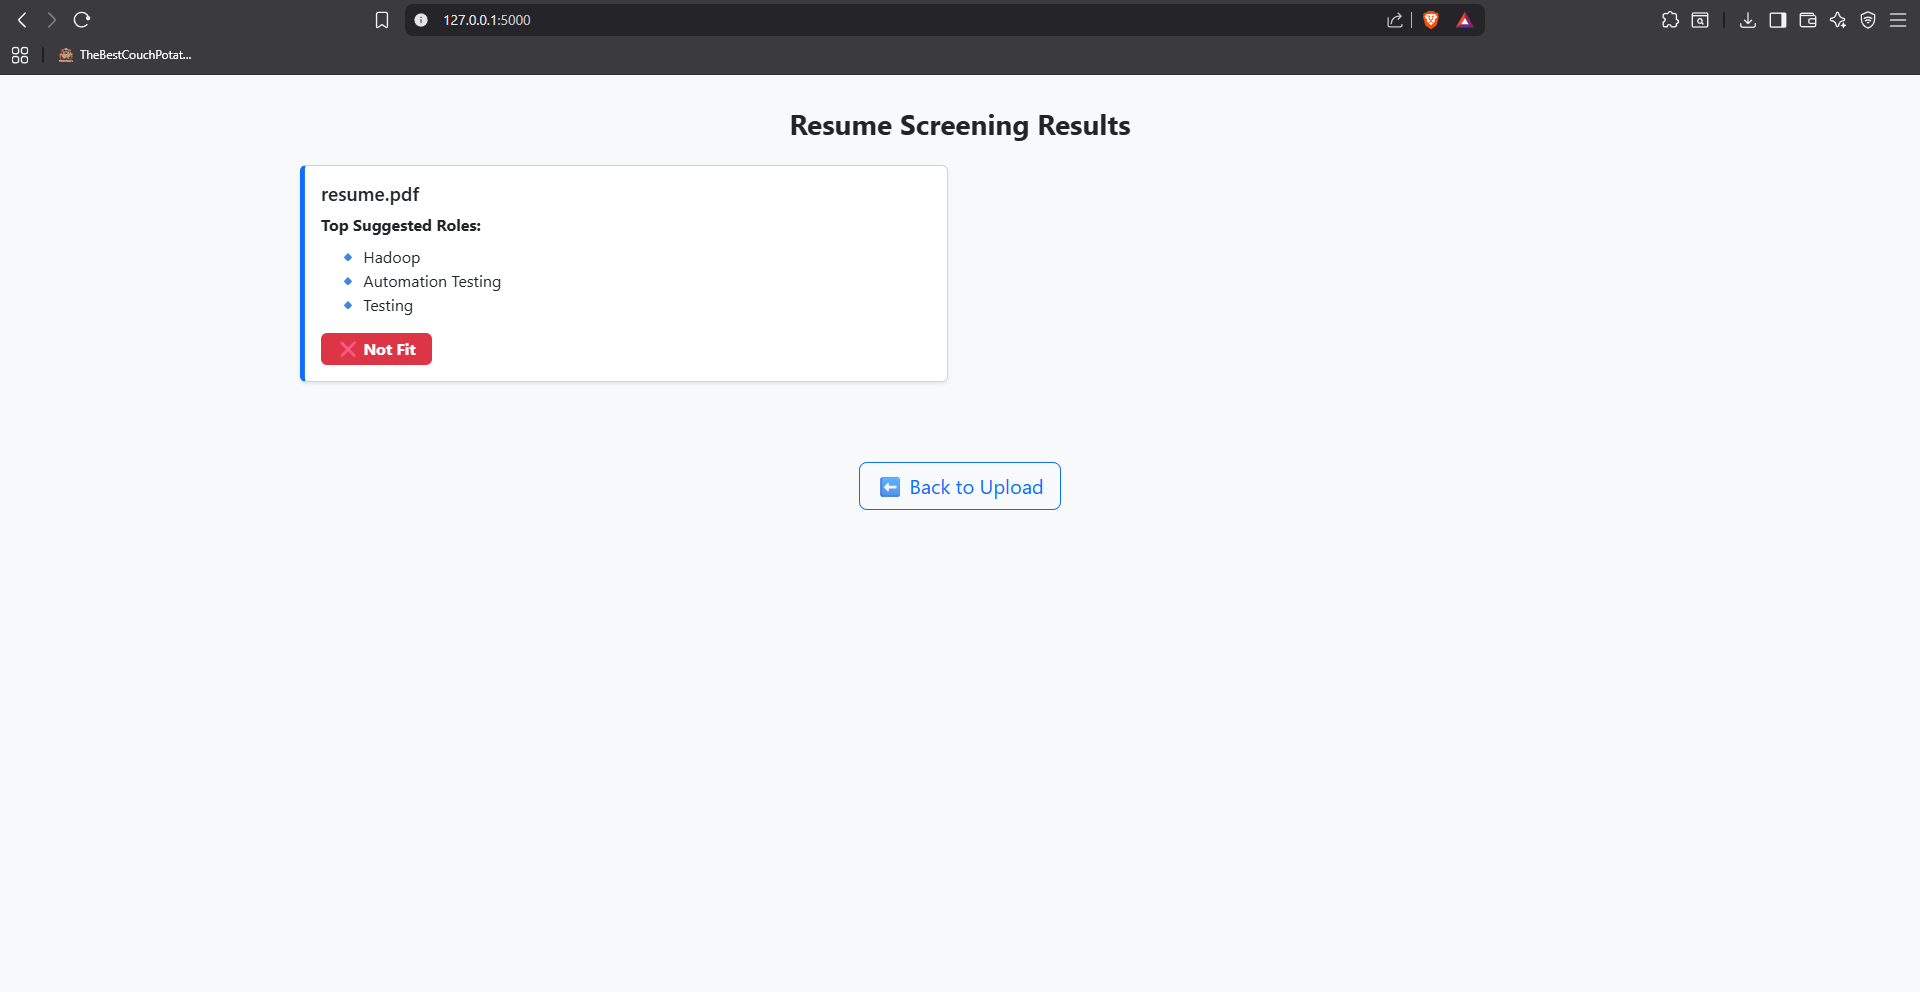 127.0.0.1:5000
TheBestCouchPotat...
Resume Screening Results
resume.pdf
Top Suggested Roles:
Hadoop
Automation Testing
Testing
Not Fit
Back to Upload